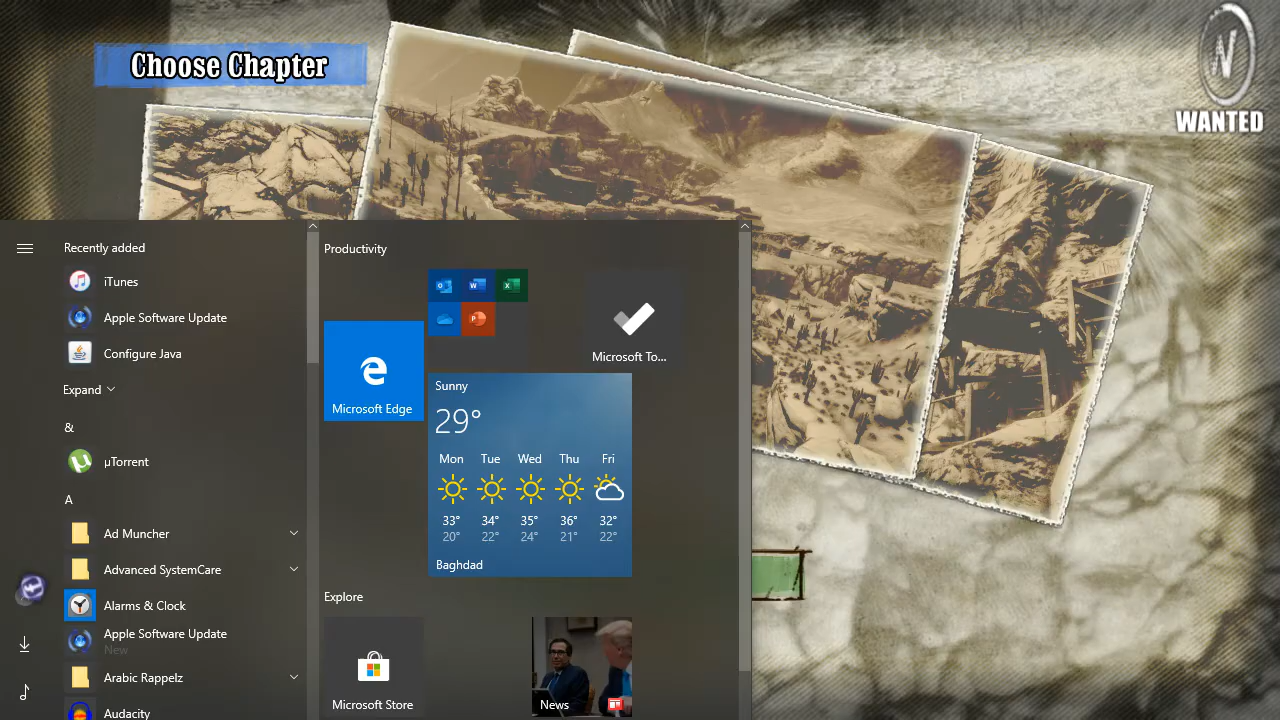 Choose Chapter
N
WANTED
Recently added
iTunes
Apple Software Update
Configure Java
Expand
&
µTorrent
A
Ad Muncher
Advanced SystemCare
Alarms & Clock
Apple Software Update
New
Arabic Rappelz
Audacity
Productivity
Microsoft Edge
Microsoft To...
Sunny
29°
Mon Tue Wed Thu Fri
33° 34° 35° 36° 32°
20° 22° 24° 21° 22°
Baghdad
Explore
Microsoft Store
News